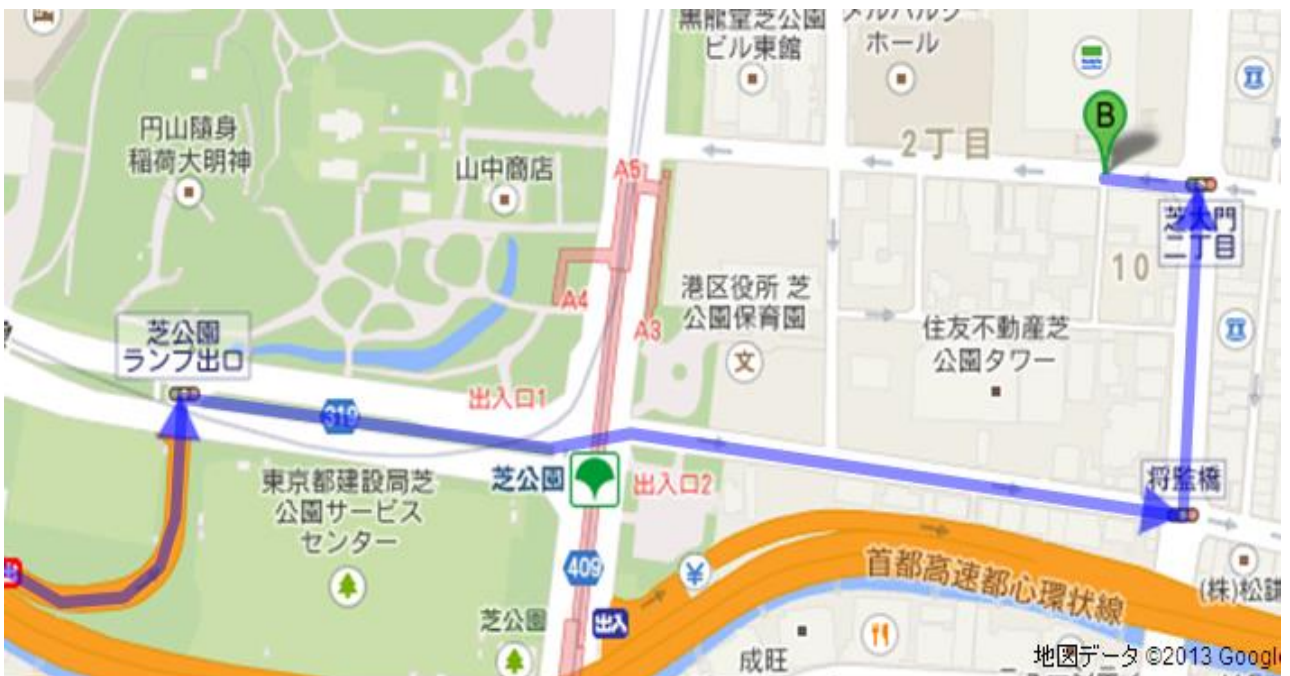 黒龍堂芝公園
ビル東館
メルパルク
ホール
B
円山随身
稲荷大明神
山中商店
A5
2丁目
芝大門
二丁目
10
A4
A3
港区役所 芝
公園保育園
文
住友不動産芝
公園タワー
芝公園
ランプ出口
出入口1
319
芝公園
出入口2
将監橋
東京都建設局芝
公園サービス
センター
409
¥
首都高速都心環状線
(株)松
芝公園
出入
成旺
地図データ ©2013 Google